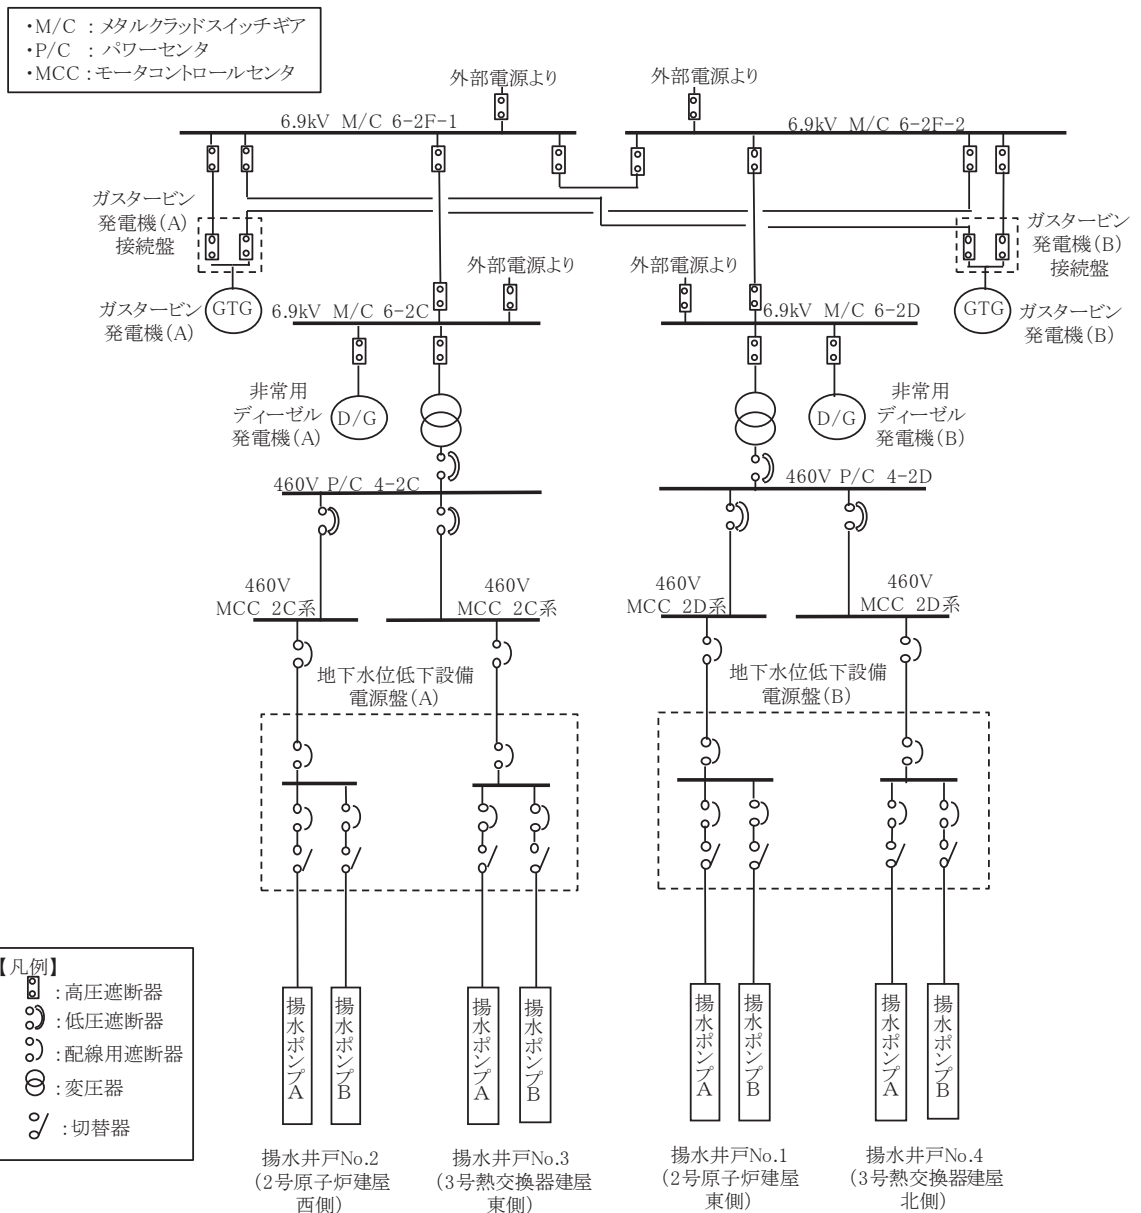 ・M/C : メタルクラッドスイッチギア
・P/C : パワーセンタ
・MCC : モータコントロールセンタ
外部電源より
外部電源より
6.9kV M/C 6-2F-1
6.9kV M/C 6-2F-2
ガスタービン
発電機(A)
接続盤
ガスタービン
発電機(B)
接続盤
外部電源より
外部電源より
ガスタービン
発電機(A)
GTG
6.9kV M/C 6-2C
6.9kV M/C 6-2D
GTG
ガスタービン
発電機(B)
非常用
ディーゼル
発電機(A)
D/G
D/G
非常用
ディーゼル
発電機(B)
460V P/C 4-2C
460V P/C 4-2D
460V
MCC 2C系
460V
MCC 2C系
460V
MCC 2D系
460V
MCC 2D系
地下水位低下設備
電源盤(A)
地下水位低下設備
電源盤(B)
【凡例】
:高圧遮断器
:低圧遮断器
:配線用遮断器
:変圧器
:切替器
揚水ポンプA
揚水ポンプB
揚水ポンプA
揚水ポンプB
揚水ポンプA
揚水ポンプB
揚水ポンプA
揚水ポンプB
揚水井戸No.2
(2号原子炉建屋
西側)
揚水井戸No.3
(3号熱交換器建屋
東側)
揚水井戸No.1
(2号原子炉建屋
東側)
揚水井戸No.4
(3号熱交換器建屋
北側)